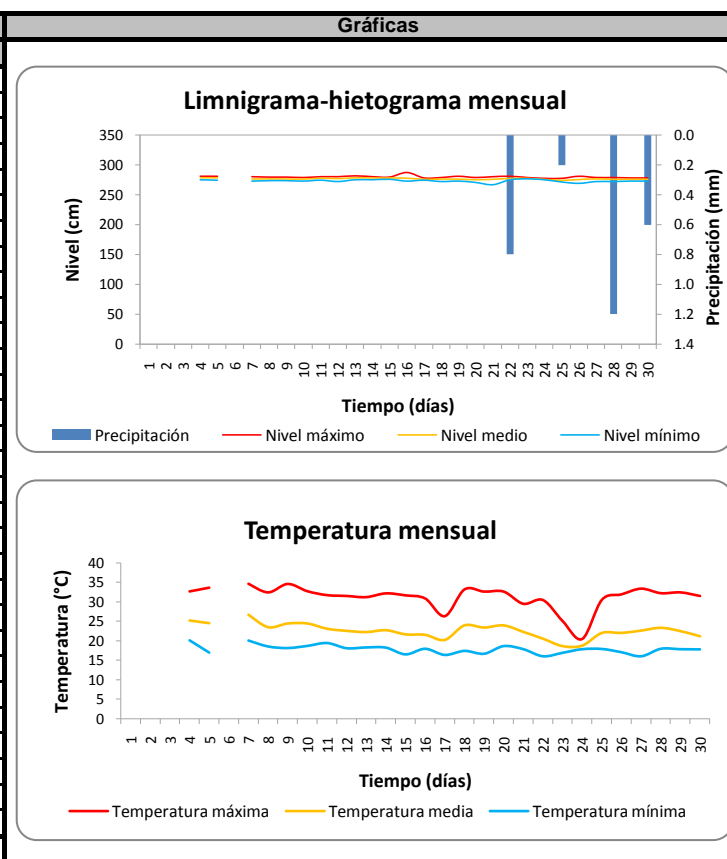 Gráficas
Limnigrama-hietograma mensual
Nivel (cm)
350
300
250
200
150
100
50
0
0.0
0.2
0.4
0.6
0.8
1.0
1.2
1.4
Precipitación (mm)
1 2 3 4 5 6 7 8 9 10 11 12 13 14 15 16 17 18 19 20 21 22 23 24 25 26 27 28 29 30
Tiempo (días)
Precipitación Nivel máximo Nivel medio Nivel mínimo
Temperatura mensual
Temperatura (°C)
40
35
30
25
20
15
10
5
0
1 2 3 4 5 6 7 8 9 10 11 12 13 14 15 16 17 18 19 20 21 22 23 24 25 26 27 28 29 30
Tiempo (días)
Temperatura máxima Temperatura media Temperatura mínima